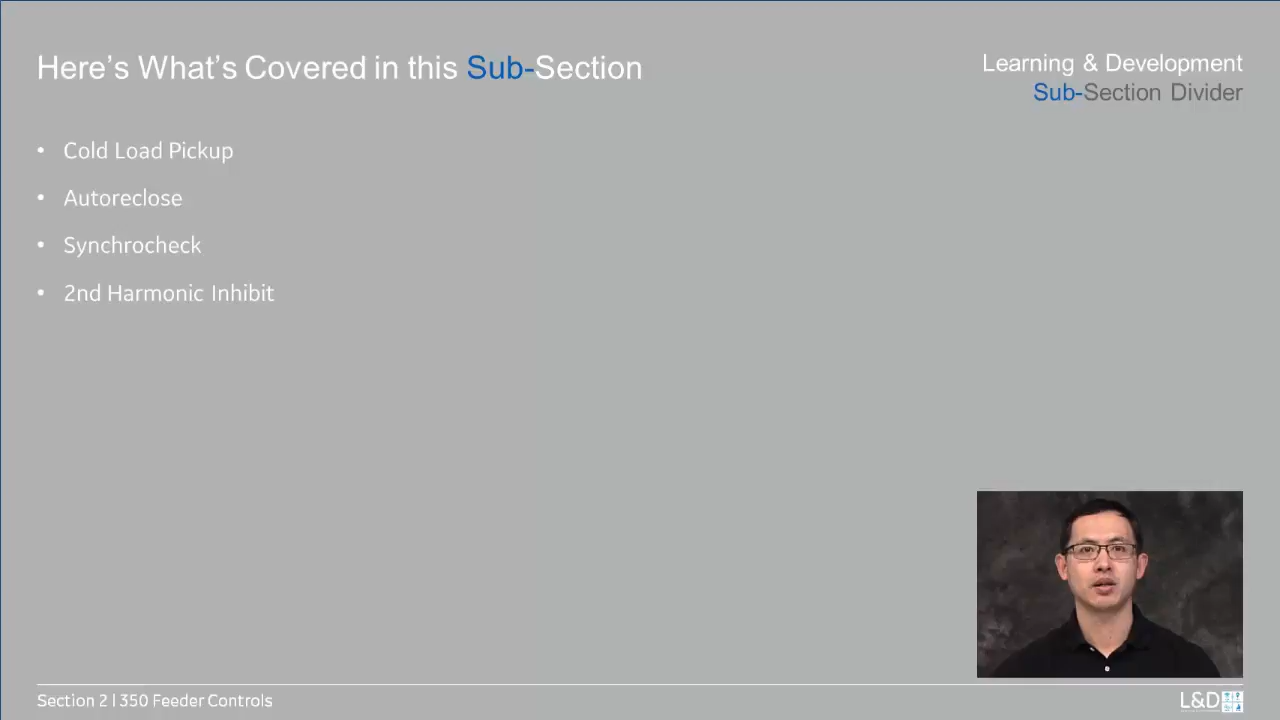 Here's What's Covered in this Sub-Section
Learning & Development
Sub-Section Divider
• Cold Load Pickup
• Autoreclose
• Synchrocheck
• 2nd Harmonic Inhibit
Section 2 | 350 Feeder Controls
L&D